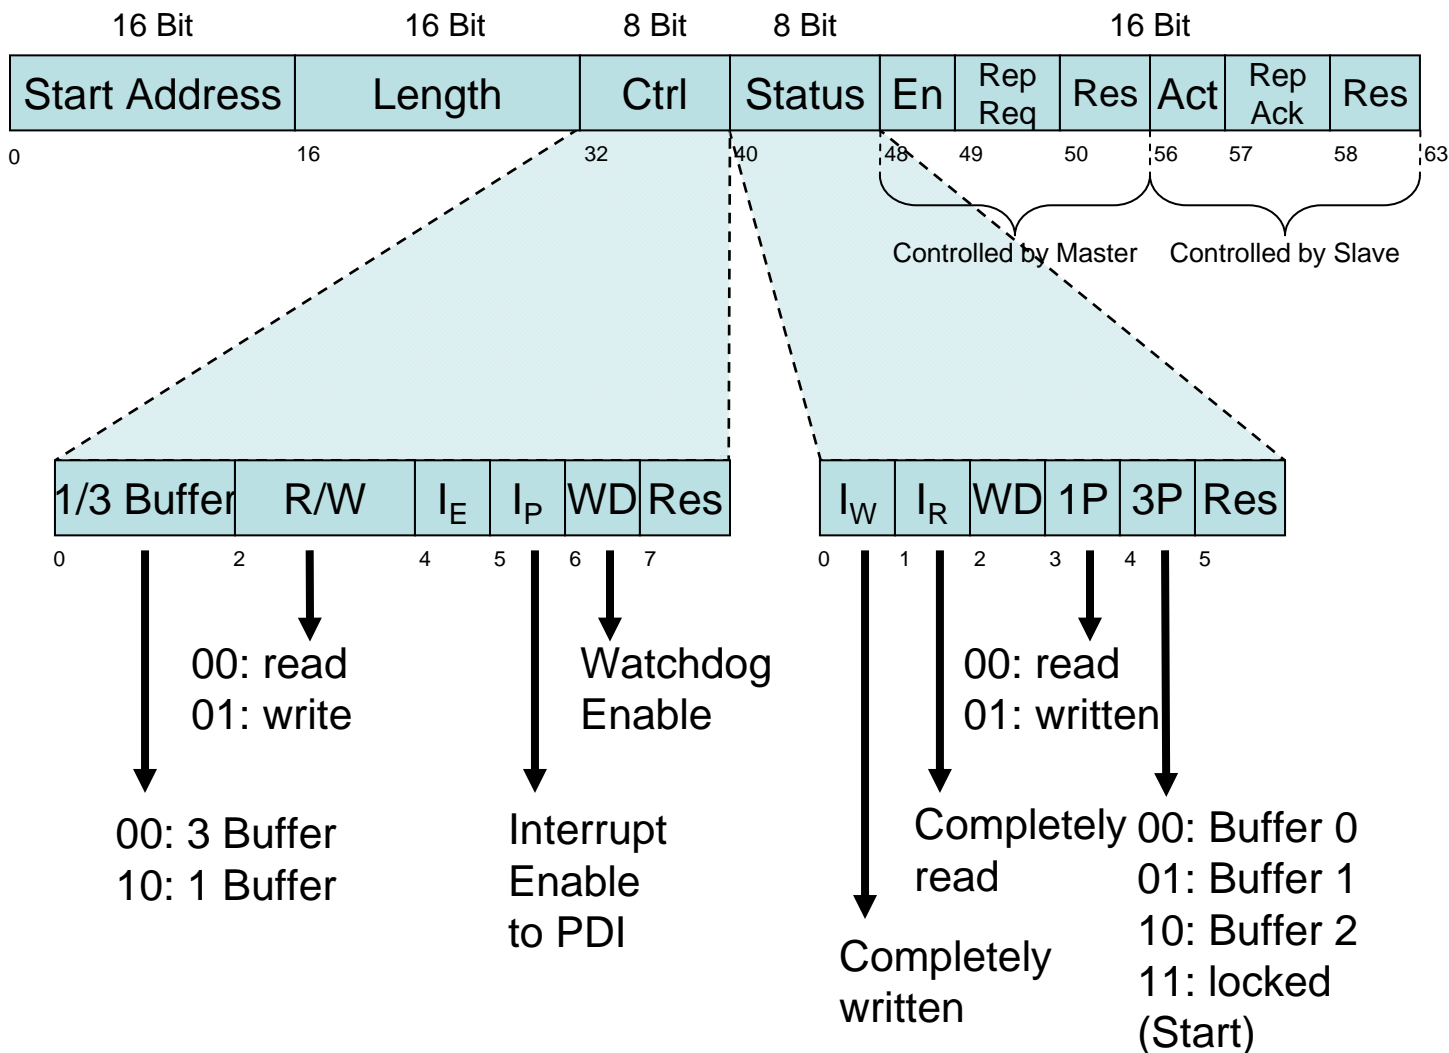 16 Bit 16 Bit 8 Bit 8 Bit 16 Bit
Start Address Length Ctrl Status En Rep Req Res Act Rep Ack Res
0 16 32 40 48 49 50 56 57 58 63
Controlled by Master Controlled by Slave
1/3 Buffer R/W I_E I_P WD Res I_W I_R WD 1P 3P Res
0 2 4 5 6 7 0 1 2 3 4 5
00: read
01: write
Watchdog
Enable
00: read
01: written
00: 3 Buffer
10: 1 Buffer
Interrupt
Enable
to PDI
Completely
read
Completely
written
00: Buffer 0
01: Buffer 1
10: Buffer 2
11: locked
(Start)